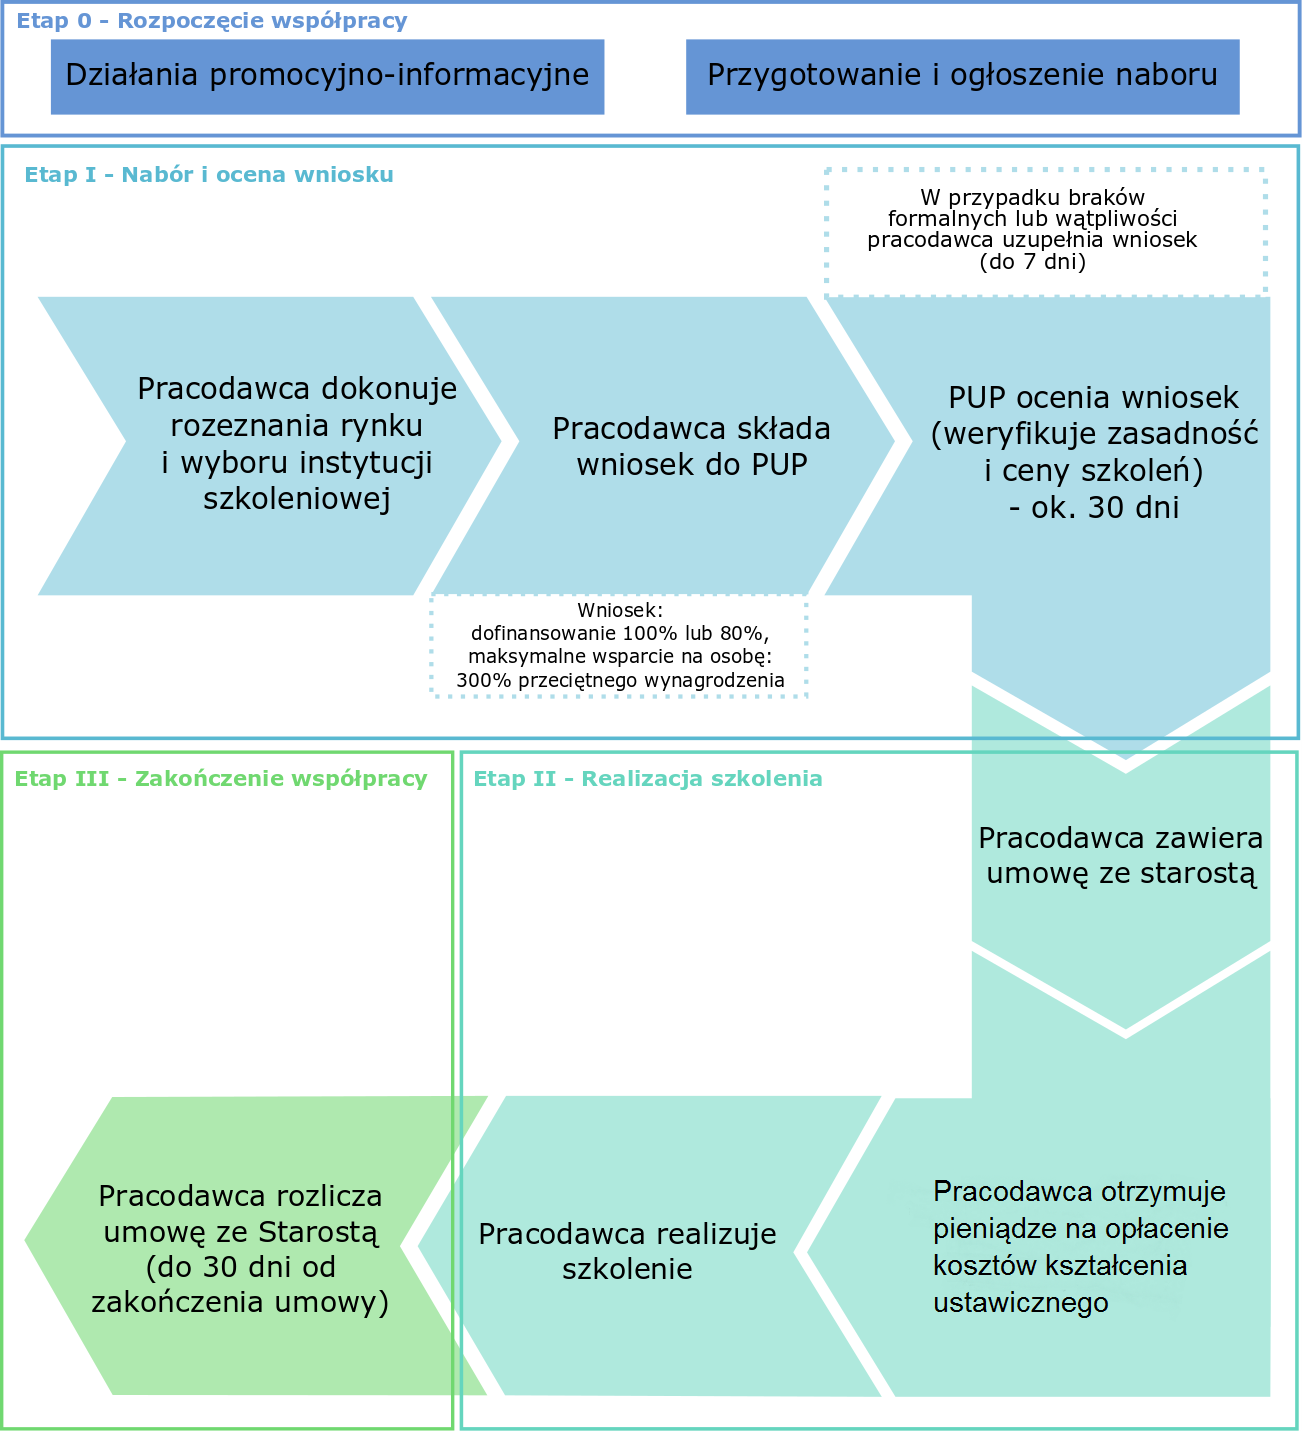 Etap 0 - Rozpoczęcie współpracy
Działania promocyjno-informacyjne
Przygotowanie i ogłoszenie naboru
Etap I - Nabór i ocena wniosku
W przypadku braków
formalnych lub wątpliwości
pracodawca uzupełnia wniosek
(do 7 dni)
Pracodawca dokonuje
rozeznania rynku
i wyboru instytucji
szkoleniowej
Pracodawca składa
wniosek do PUP
PUP ocenia wniosek
(weryfikuje zasadność
i ceny szkoleń)
- ok. 30 dni
Wniosek:
dofinansowanie 100% lub 80%,
maksymalne wsparcie na osobę:
300% przeciętnego wynagrodzenia
Etap II - Realizacja szkolenia
Pracodawca zawiera
umowę ze starostą
Pracodawca otrzymuje
pieniądze na opłacenie
kosztów kształcenia
ustawicznego
Pracodawca realizuje
szkolenie
Etap III - Zakończenie współpracy
Pracodawca rozlicza
umowę ze Starostą
(do 30 dni od
zakończenia umowy)